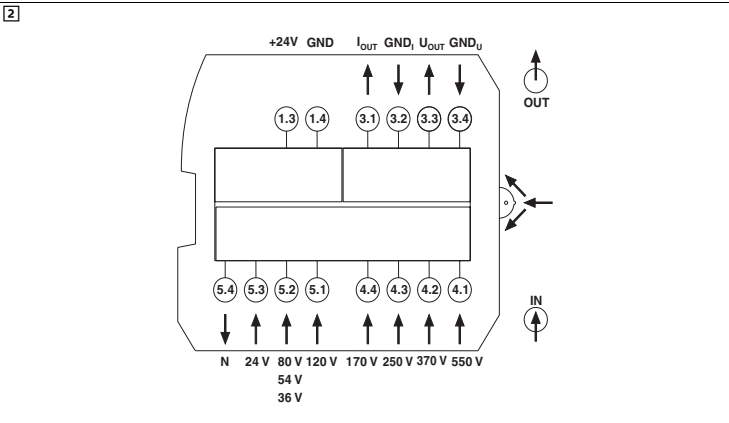 2
+24V GND I_OUT GND_I U_OUT GND_U
OUT
1.3 1.4 3.1 3.2 3.3 3.4
5.4 5.3 5.2 5.1 4.4 4.3 4.2 4.1
IN
N 24 V 80 V 120 V 170 V 250 V 370 V 550 V
54 V
36 V